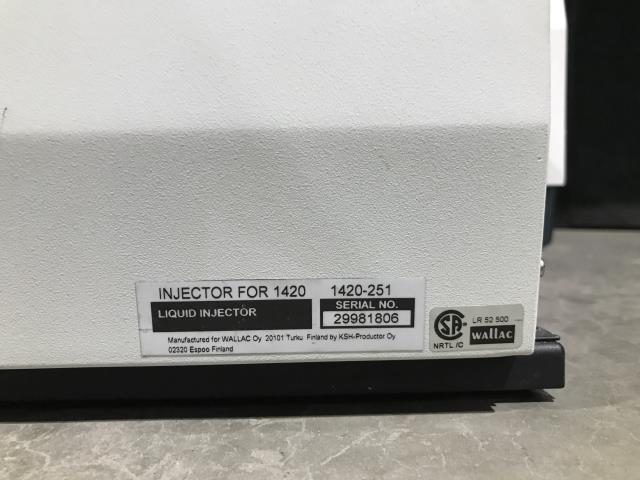 INJECTOR FOR 1420 1420-251
LIQUID INJECTOR
SERIAL NO.
29981806
Manufactured for WALLAC Oy 20101 Turku Finland by KSH-Productor Oy
02320 Espoo Finland
LR 52 500
NRTL /C
wallac